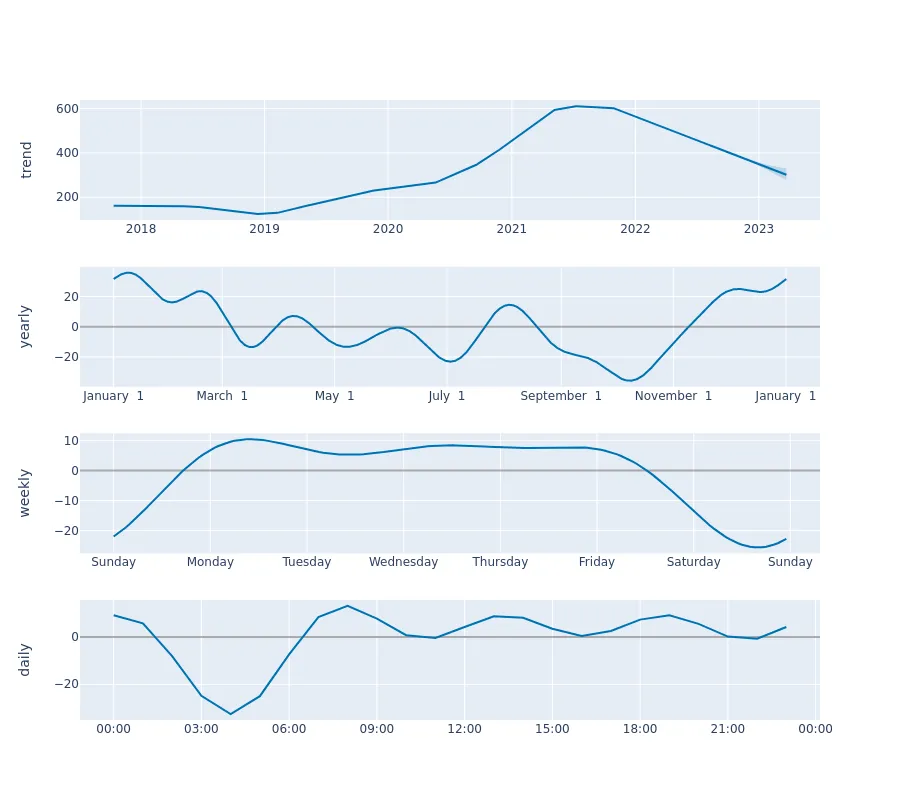 trend
600
400
200
2018 2019 2020 2021 2022 2023
yearly
20
0
−20
January 1 March 1 May 1 July 1 September 1 November 1 January 1
weekly
10
0
−10
−20
Sunday Monday Tuesday Wednesday Thursday Friday Saturday Sunday
daily
0
−20
00:00 03:00 06:00 09:00 12:00 15:00 18:00 21:00 00:00